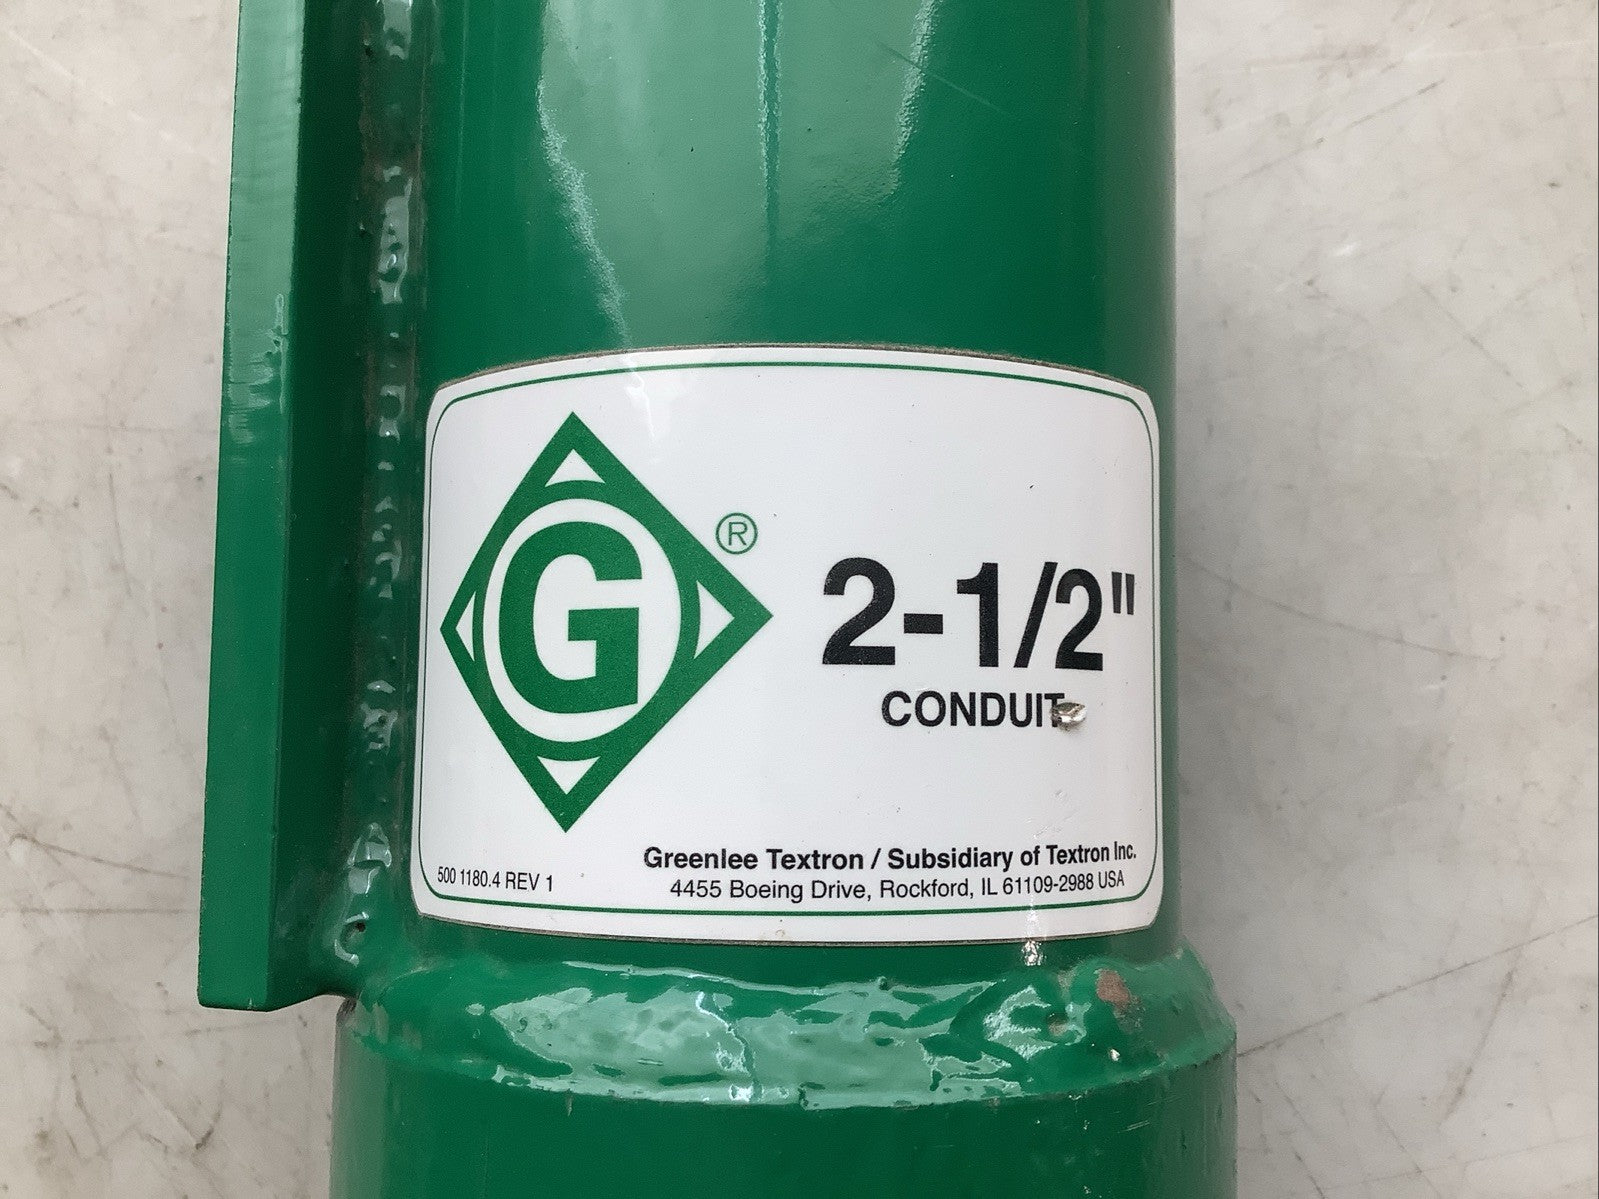 G ®
2-1/2"
CONDUIT
Greenlee Textron / Subsidiary of Textron Inc.
500 1180.4 REV 1
4455 Boeing Drive, Rockford, IL 61109-2988 USA